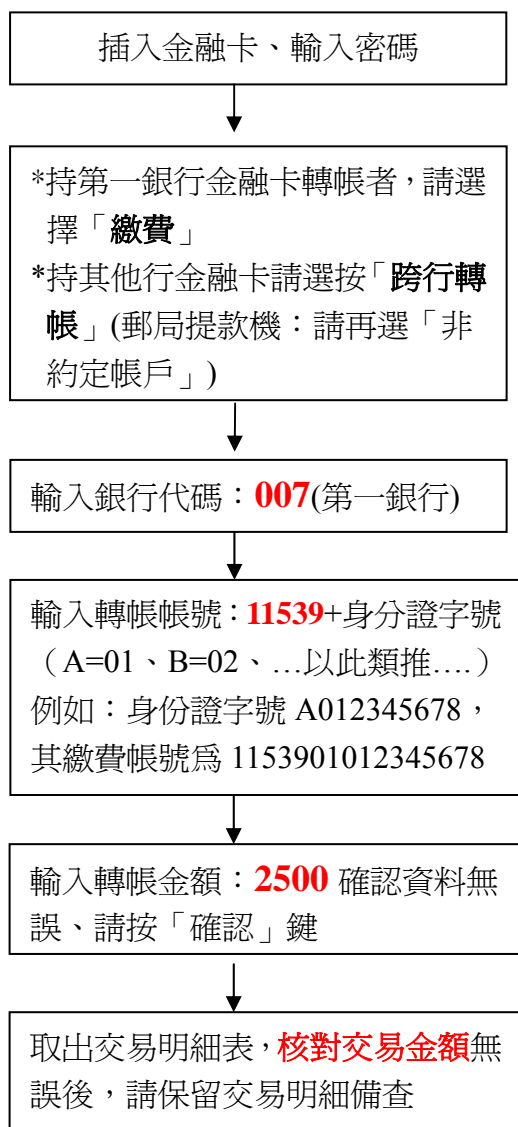 插入金融卡、輸入密碼
*持第一銀行金融卡轉帳者，請選
擇「繳費」
*持其他行金融卡請選按「跨行轉
帳」(郵局提款機：請再選「非
約定帳戶」)
輸入銀行代碼：007(第一銀行)
輸入轉帳帳號：11539+身分證字號
（A=01、B=02、…以此類推….）
例如：身份證字號 A012345678，
其繳費帳號為 1153901012345678
輸入轉帳金額：2500 確認資料無
誤、請按「確認」鍵
取出交易明細表，核對交易金額無
誤後，請保留交易明細備查